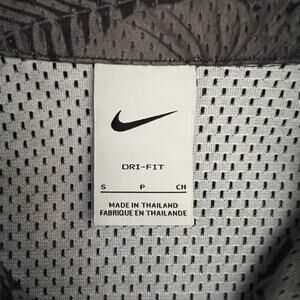 DRI-FIT
S P CH
MADE IN THAILAND
FABRIQUE EN THAILANDE